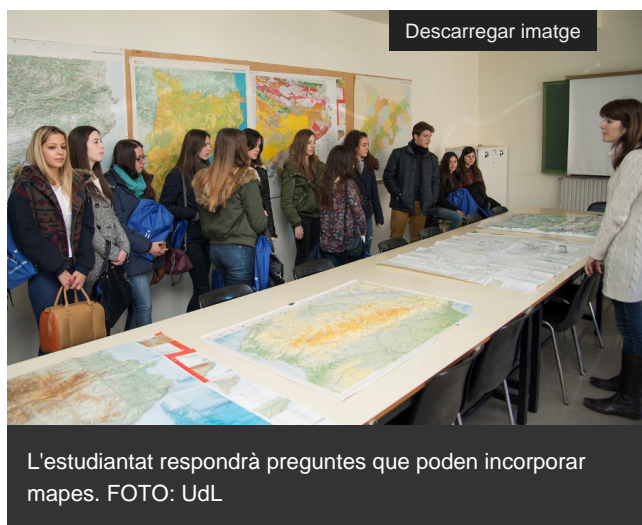 Descarregar imatge
L'estudiantat respondrà preguntes que poden incorporar
mapes. FOTO: UdL